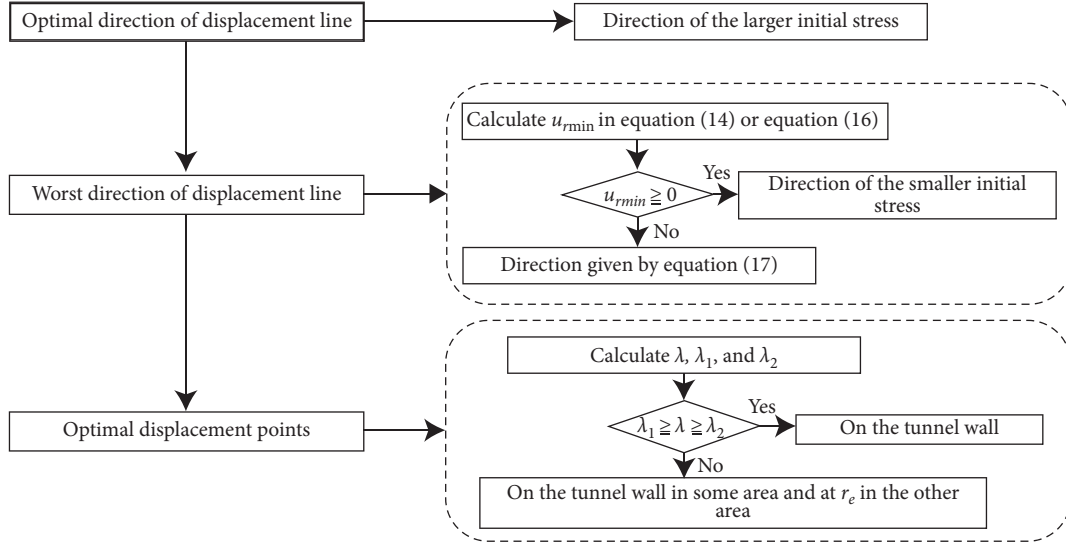 Optimal direction of displacement line
Direction of the larger initial stress
Calculate u_rmin in equation (14) or equation (16)
Worst direction of displacement line
u_rmin ≧ 0
Yes
Direction of the smaller initial
stress
No
Direction given by equation (17)
Calculate λ, λ₁, and λ₂
Optimal displacement points
λ₁ ≧ λ ≧ λ₂
Yes
On the tunnel wall
No
On the tunnel wall in some area and at r_e in the other
area